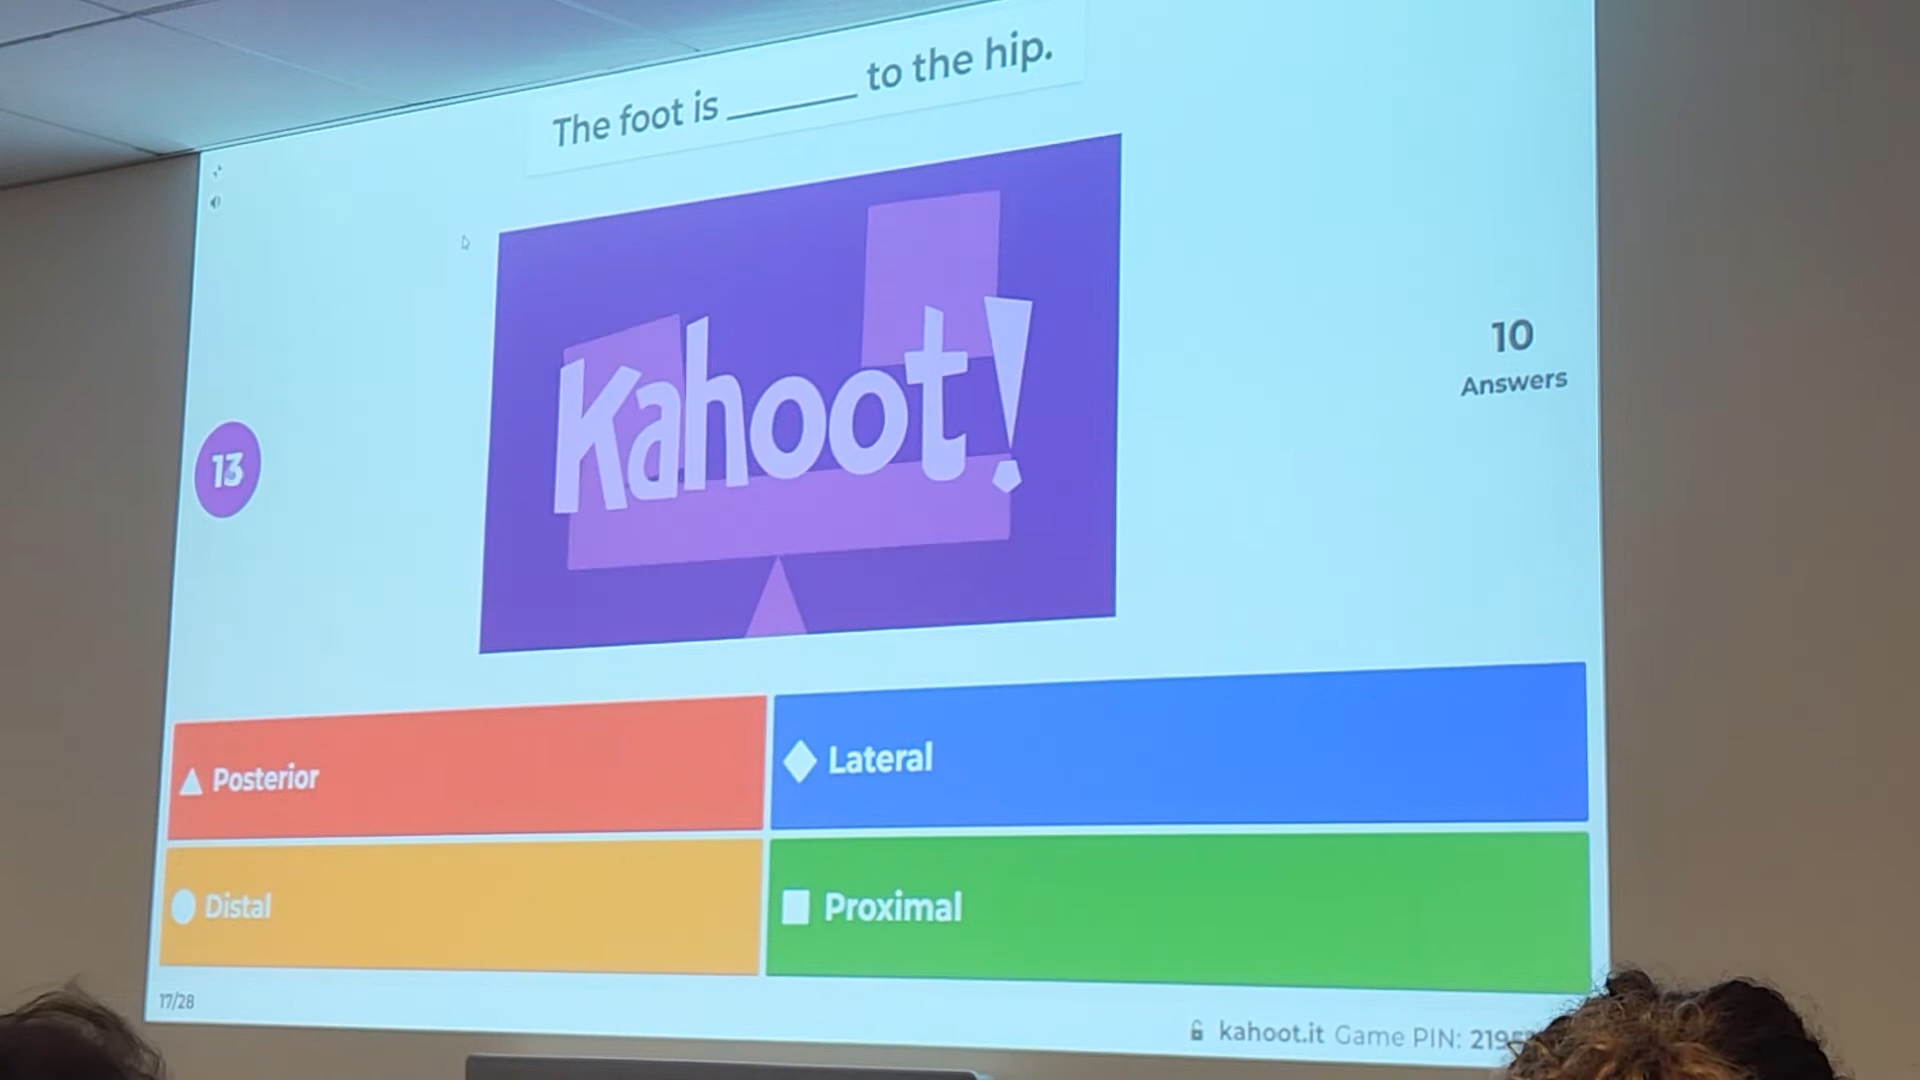 The foot is ______ to the hip.
Kahoot!
13
10
Answers
Posterior
Lateral
Distal
Proximal
17/28
kahoot.it Game PIN: